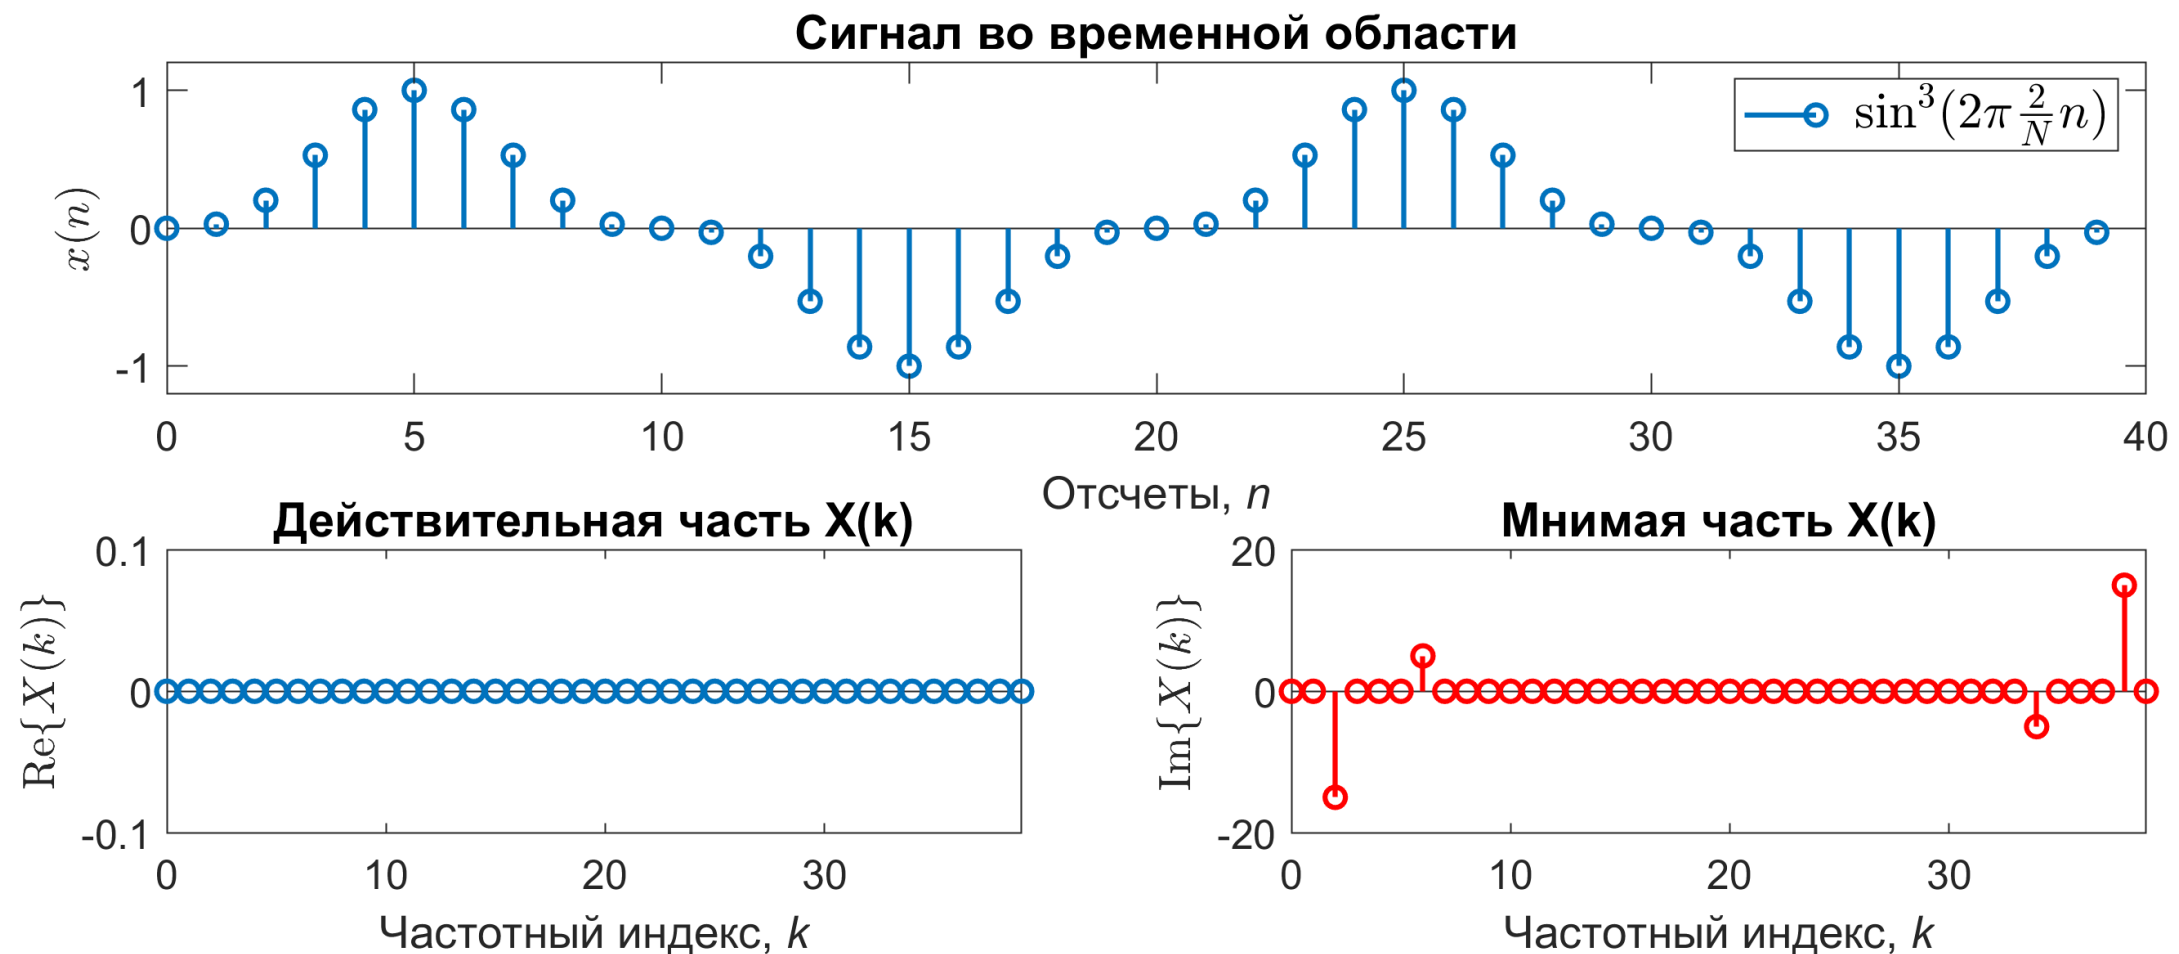 Сигнал во временной области
1
0
-1
x(n)
sin³(2π 2/N n)
0 5 10 15 20 25 30 35 40
Отсчеты, n
Действительная часть X(k)
0.1
0
-0.1
Re{X(k)}
0 10 20 30
Частотный индекс, k
Мнимая часть X(k)
20
0
-20
Im{X(k)}
0 10 20 30
Частотный индекс, k